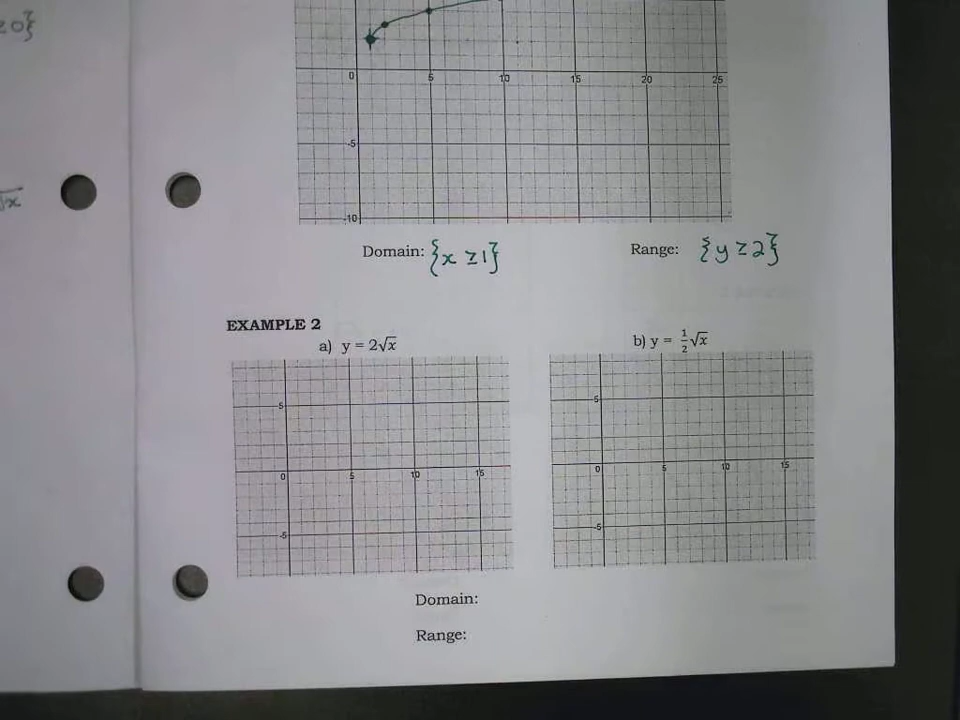 ≥0}
√x
0 5 10 15 20 25
-5
-10
Domain: {x ≥1} Range: {y ≥2}
EXAMPLE 2
a) y = 2√x b) y = 1/2√x
5 5
0 5 10 15 0 5 10 15
-5 -5
Domain:
Range: